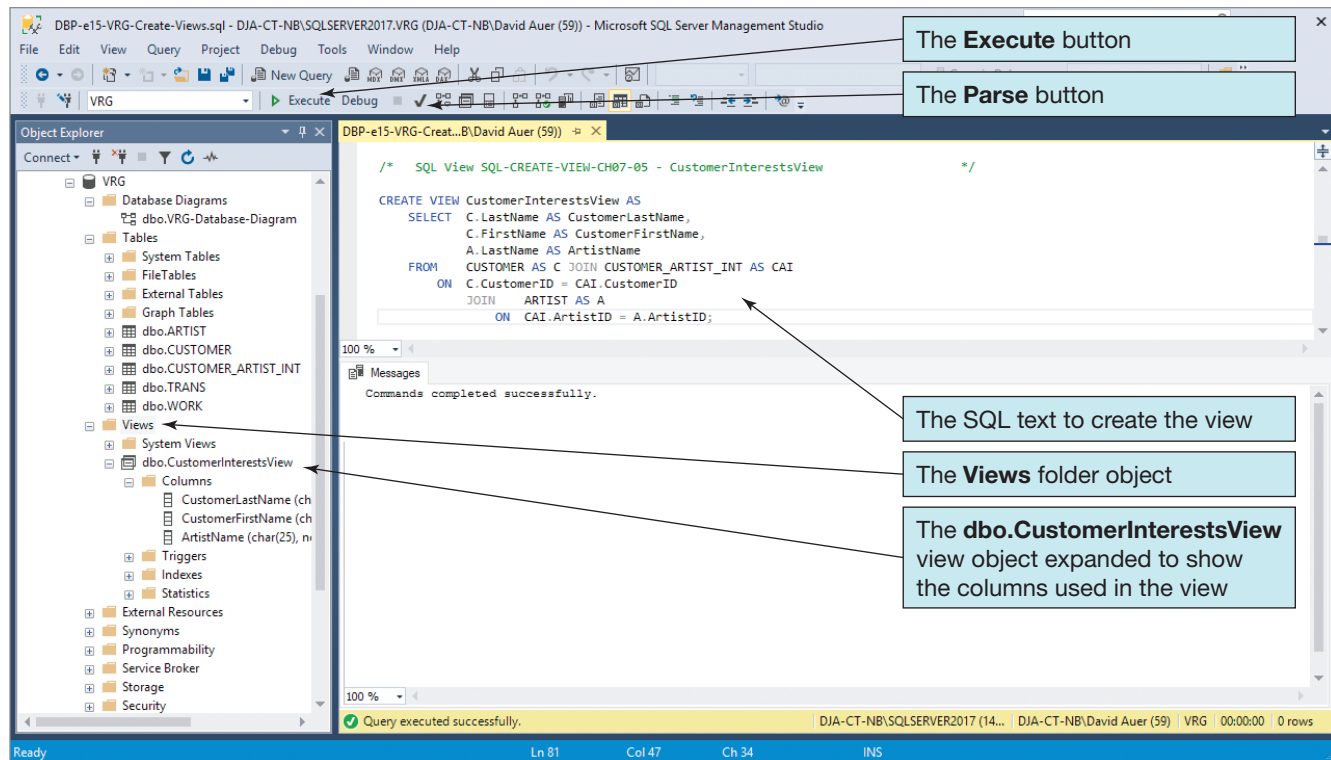 DBP-e15-VRG-Create-Views.sql - DJA-CT-NB\SQLSERVER2017.VRG (DJA-CT-NB\David Auer (59)) - Microsoft SQL Server Management Studio
File Edit View Query Project Debug Tools Window Help
New Query MDX DMX XMLA DAX
VRG Execute Debug
The Execute button
The Parse button
Object Explorer
Connect
VRG
Database Diagrams
dbo.VRG-Database-Diagram
Tables
System Tables
FileTables
External Tables
Graph Tables
dbo.ARTIST
dbo.CUSTOMER
dbo.CUSTOMER_ARTIST_INT
dbo.TRANS
dbo.WORK
Views
System Views
dbo.CustomerInterestsView
Columns
CustomerLastName (ch
CustomerFirstName (ch
ArtistName (char(25), n
Triggers
Indexes
Statistics
External Resources
Synonyms
Programmability
Service Broker
Storage
Security
DBP-e15-VRG-Creat...B\David Auer (59))
/* SQL View SQL-CREATE-VIEW-CH07-05 - CustomerInterestsView */
CREATE VIEW CustomerInterestsView AS
SELECT C.LastName AS CustomerLastName,
C.FirstName AS CustomerFirstName,
A.LastName AS ArtistName
FROM CUSTOMER AS C JOIN CUSTOMER_ARTIST_INT AS CAI
ON C.CustomerID = CAI.CustomerID
JOIN ARTIST AS A
ON CAI.ArtistID = A.ArtistID;
100 %
Messages
Commands completed successfully.
The SQL text to create the view
The Views folder object
The dbo.CustomerInterestsView
view object expanded to show
the columns used in the view
100 %
Query executed successfully. DJA-CT-NB\SQLSERVER2017 (14... DJA-CT-NB\David Auer (59) VRG 00:00:00 0 rows
Ready Ln 81 Col 47 Ch 34 INS